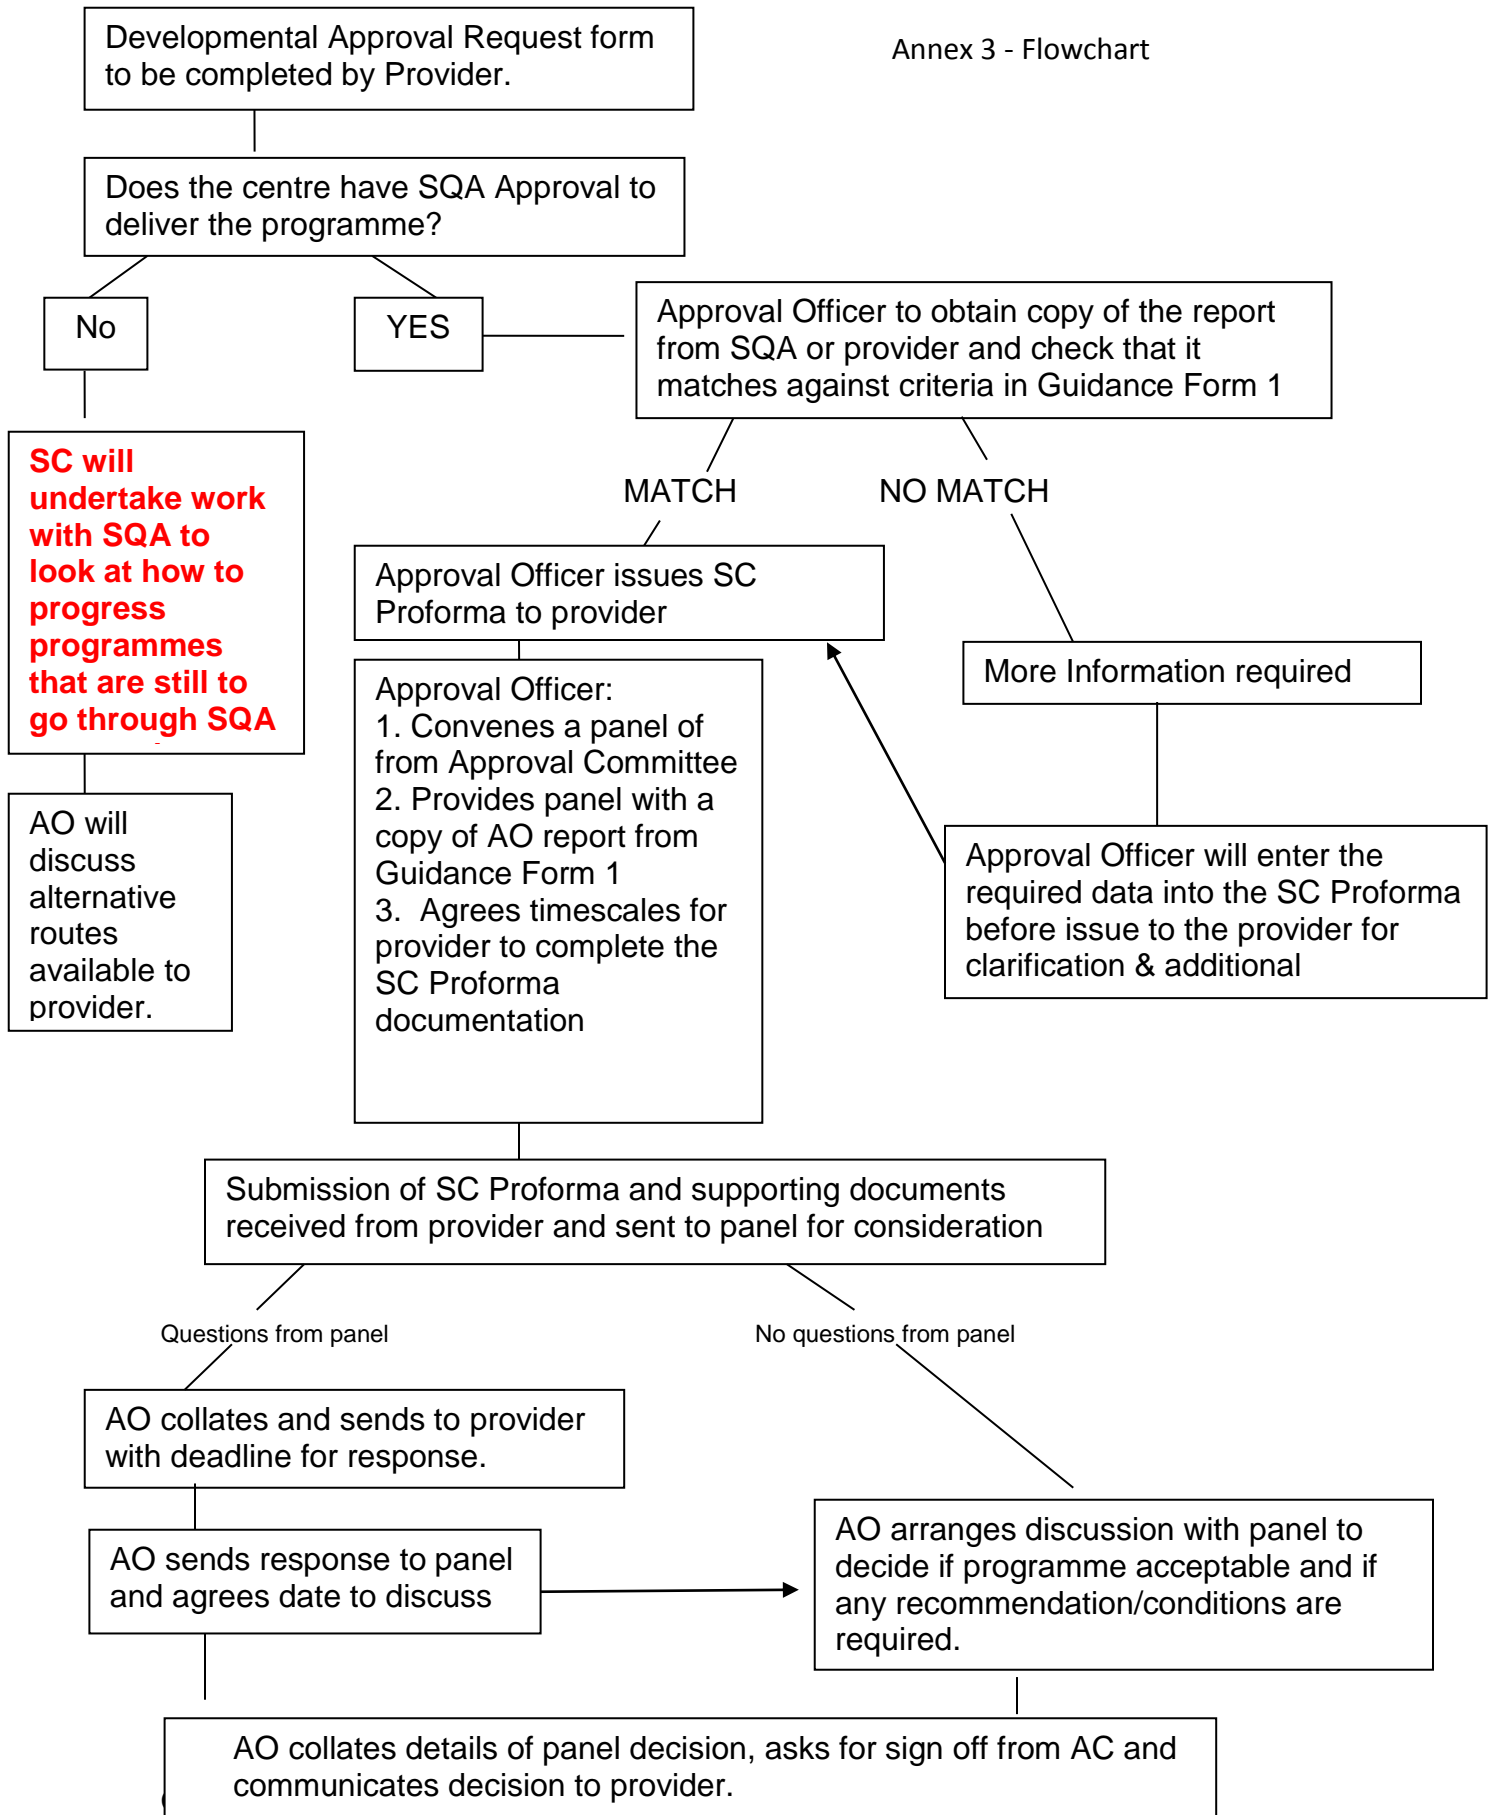 Developmental Approval Request form
to be completed by Provider.
Annex 3 - Flowchart
Does the centre have SQA Approval to
deliver the programme?
No
YES
Approval Officer to obtain copy of the report
from SQA or provider and check that it
matches against criteria in Guidance Form 1
SC will
undertake work
with SQA to
look at how to
progress
programmes
that are still to
go through SQA
MATCH
NO MATCH
Approval Officer issues SC
Proforma to provider
More Information required
Approval Officer:
1. Convenes a panel of
from Approval Committee
2. Provides panel with a
copy of AO report from
Guidance Form 1
3. Agrees timescales for
provider to complete the
SC Proforma
documentation
AO will
discuss
alternative
routes
available to
provider.
Approval Officer will enter the
required data into the SC Proforma
before issue to the provider for
clarification & additional
Submission of SC Proforma and supporting documents
received from provider and sent to panel for consideration
Questions from panel
No questions from panel
AO collates and sends to provider
with deadline for response.
AO sends response to panel
and agrees date to discuss
AO arranges discussion with panel to
decide if programme acceptable and if
any recommendation/conditions are
required.
AO collates details of panel decision, asks for sign off from AC and
communicates decision to provider.